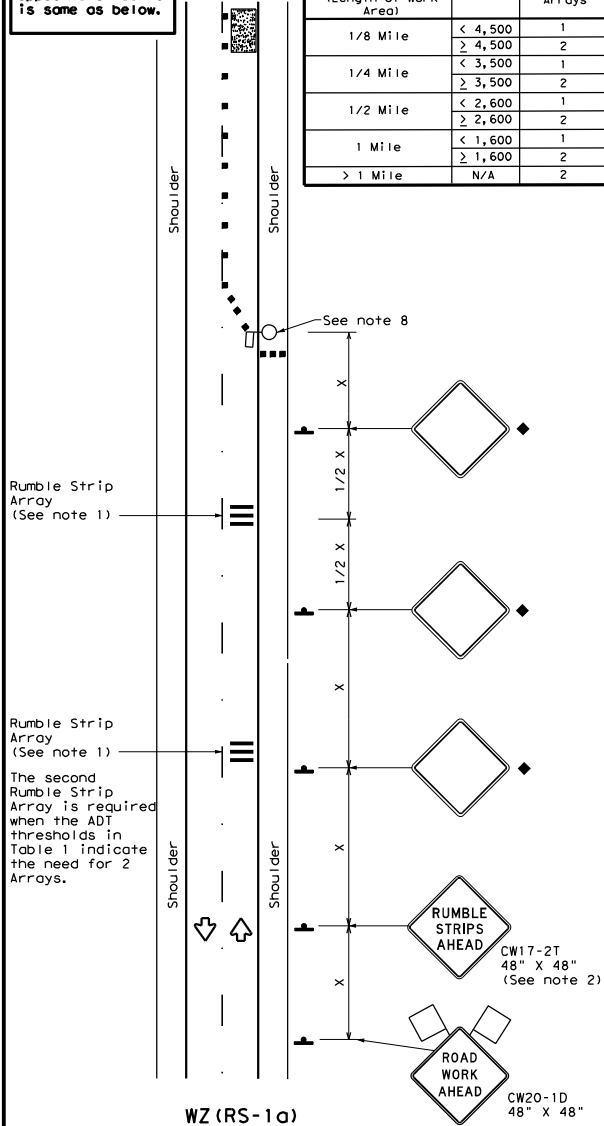 is same as below.
Area)
Arrays
1/8 Mile
< 4,500
1
≥ 4,500
2
1/4 Mile
< 3,500
1
≥ 3,500
2
1/2 Mile
< 2,600
1
≥ 2,600
2
1 Mile
< 1,600
1
≥ 1,600
2
> 1 Mile
N/A
2
Shoulder
Shoulder
See note 8
X
1/2 X
Rumble Strip
Array
(See note 1)
1/2 X
X
Rumble Strip
Array
(See note 1)
The second
Rumble Strip
Array is required
when the ADT
thresholds in
Table 1 indicate
the need for 2
Arrays.
X
Shoulder
Shoulder
RUMBLE
STRIPS
AHEAD
CW17-2T
48" X 48"
(See note 2)
X
ROAD
WORK
AHEAD
CW20-1D
48" X 48"
WZ(RS-1a)